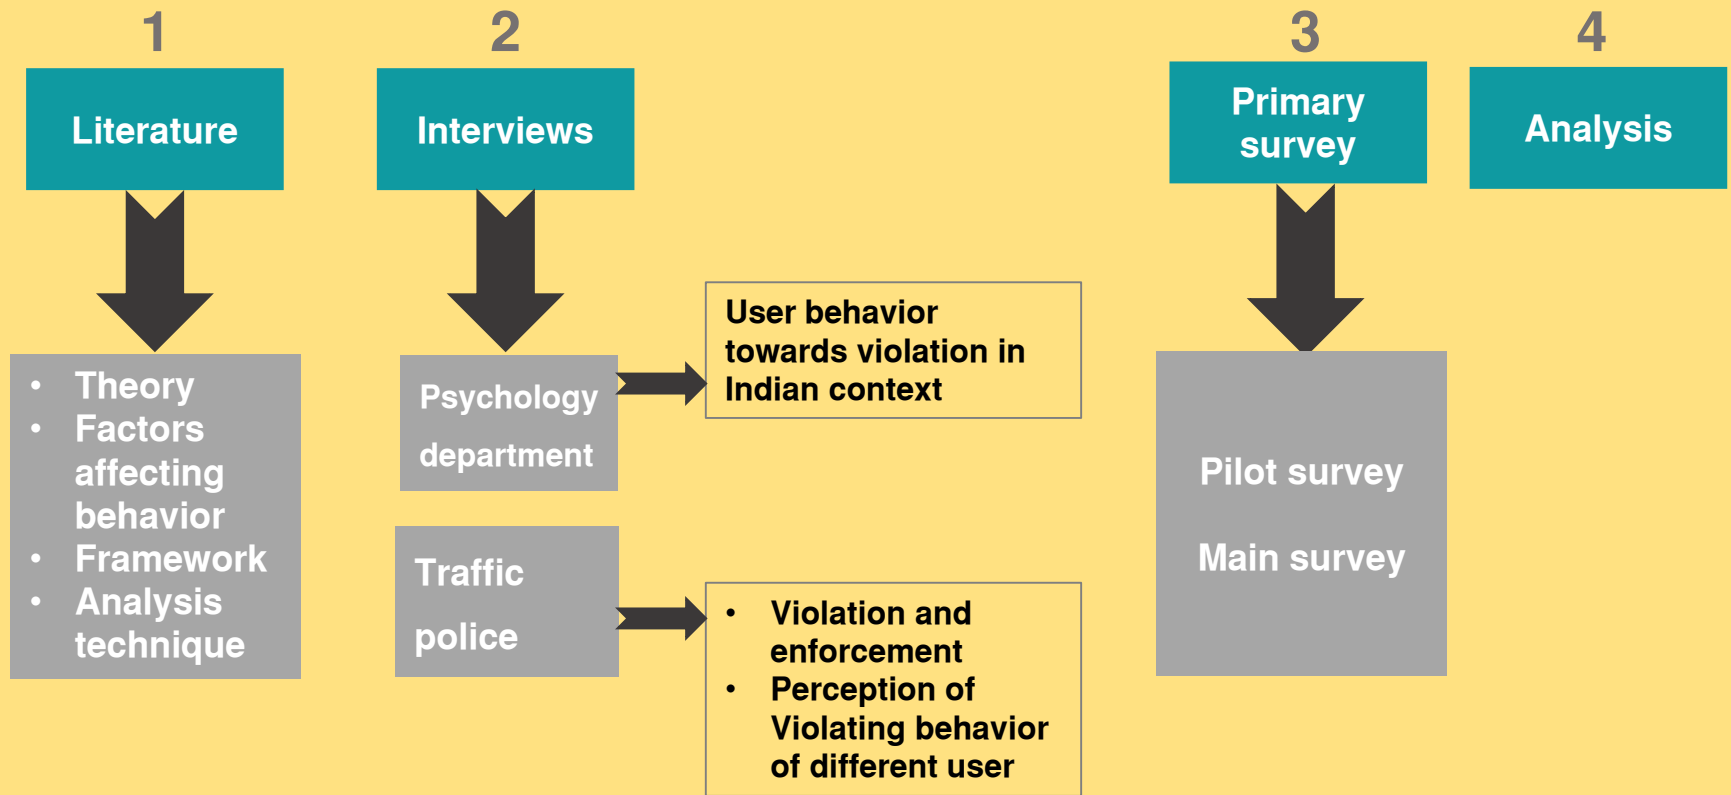 1
Literature
• Theory
• Factors
affecting
behavior
• Framework
• Analysis
technique
2
Interviews
Psychology
department
User behavior
towards violation in
Indian context
Traffic
police
• Violation and
enforcement
• Perception of
Violating behavior
of different user
3
Primary
survey
Pilot survey
Main survey
4
Analysis